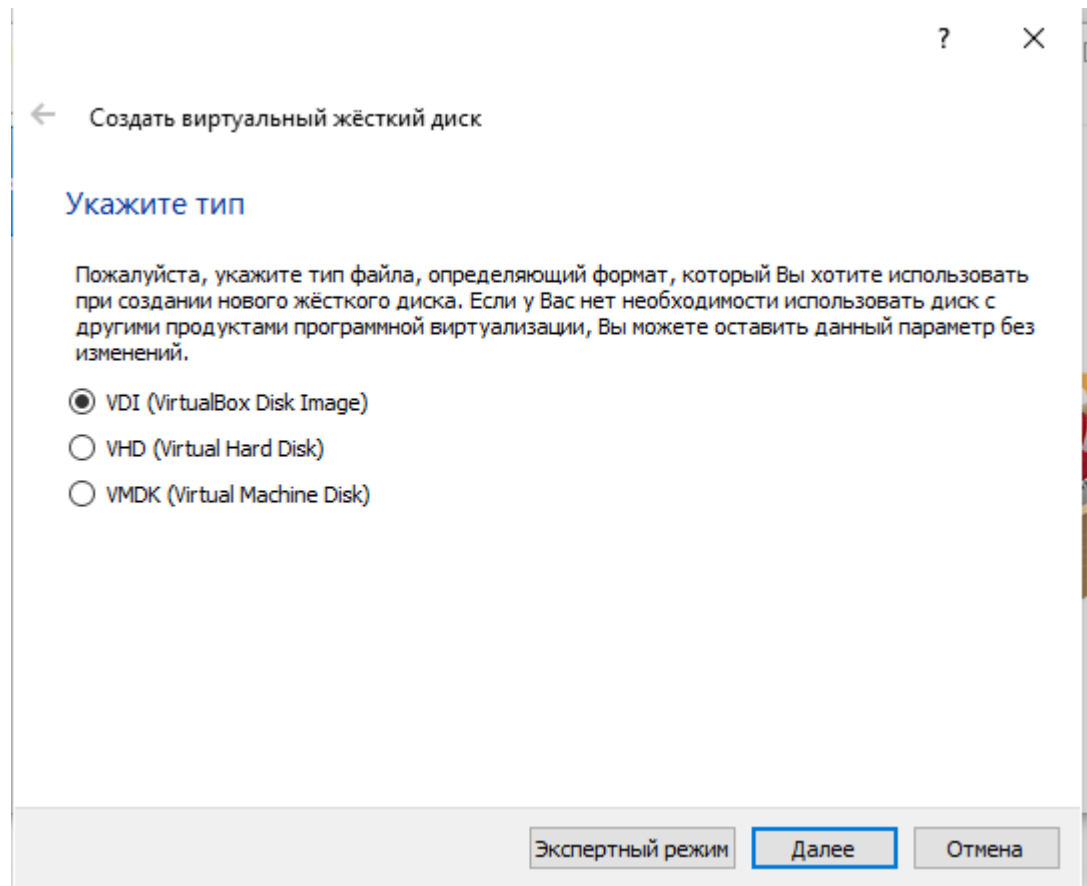 ?
Создать виртуальный жёсткий диск
Укажите тип
Пожалуйста, укажите тип файла, определяющий формат, который Вы хотите использовать
при создании нового жёсткого диска. Если у Вас нет необходимости использовать диск с
другими продуктами программной виртуализации, Вы можете оставить данный параметр без
изменений.
VDI (VirtualBox Disk Image)
VHD (Virtual Hard Disk)
VMDK (Virtual Machine Disk)
Экспертный режим Далее Отмена